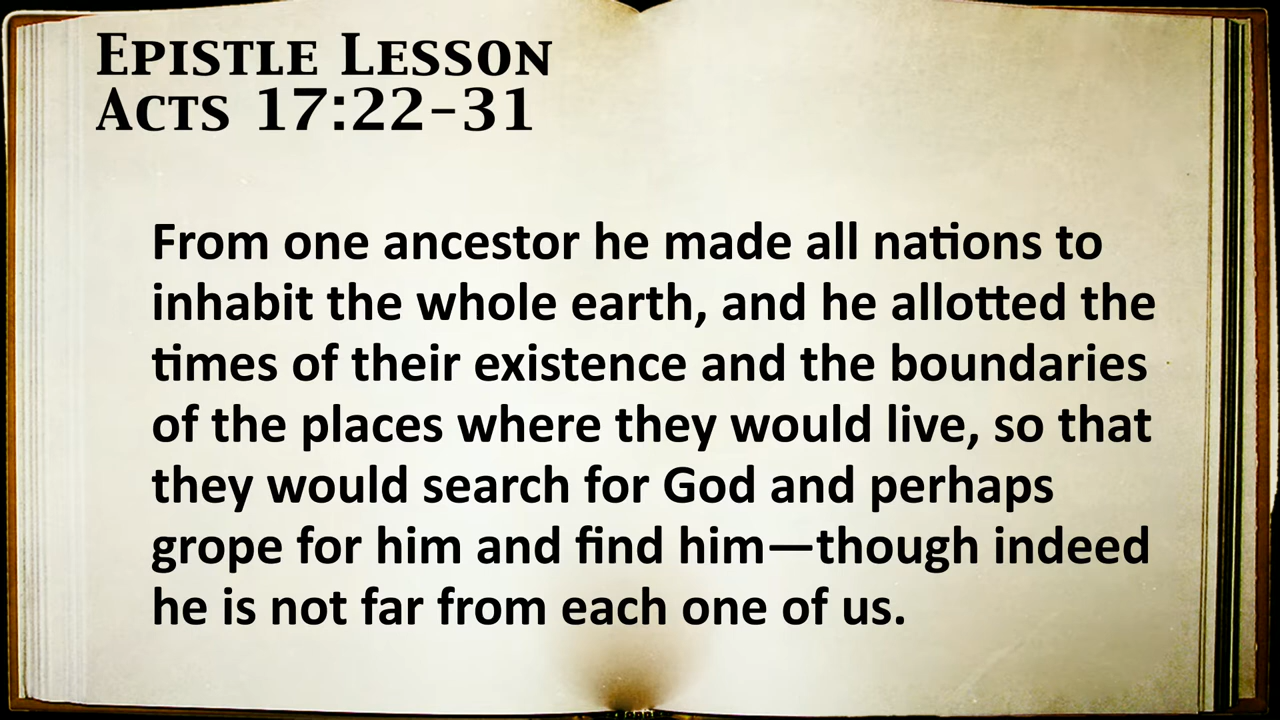 Epistle Lesson
Acts 17:22-31
From one ancestor he made all nations to
inhabit the whole earth, and he allotted the
times of their existence and the boundaries
of the places where they would live, so that
they would search for God and perhaps
grope for him and find him—though indeed
he is not far from each one of us.